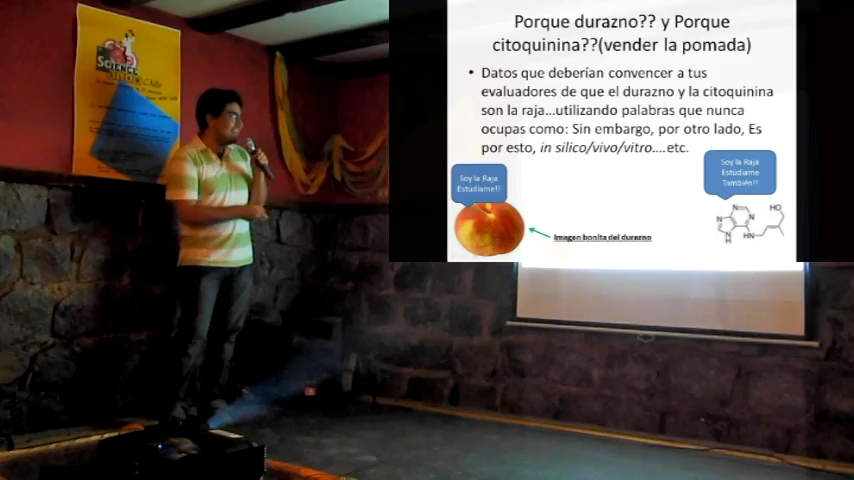 SCIENCE
Porque durazno?? y Porque
citoquinina??(vender la pomada)
• Datos que deberían convencer a tus
evaluadores de que el durazno y la citoquinina
son la raja...utilizando palabras que nunca
ocupas como: Sin embargo, por otro lado, Es
por esto, in silico/vivo/vitro....etc.
Soy la Raja
Estúdiame!!
Soy la Raja
Estúdiame
También!!
Imagen bonita del durazno
HO
N
N
N
N
H
HN